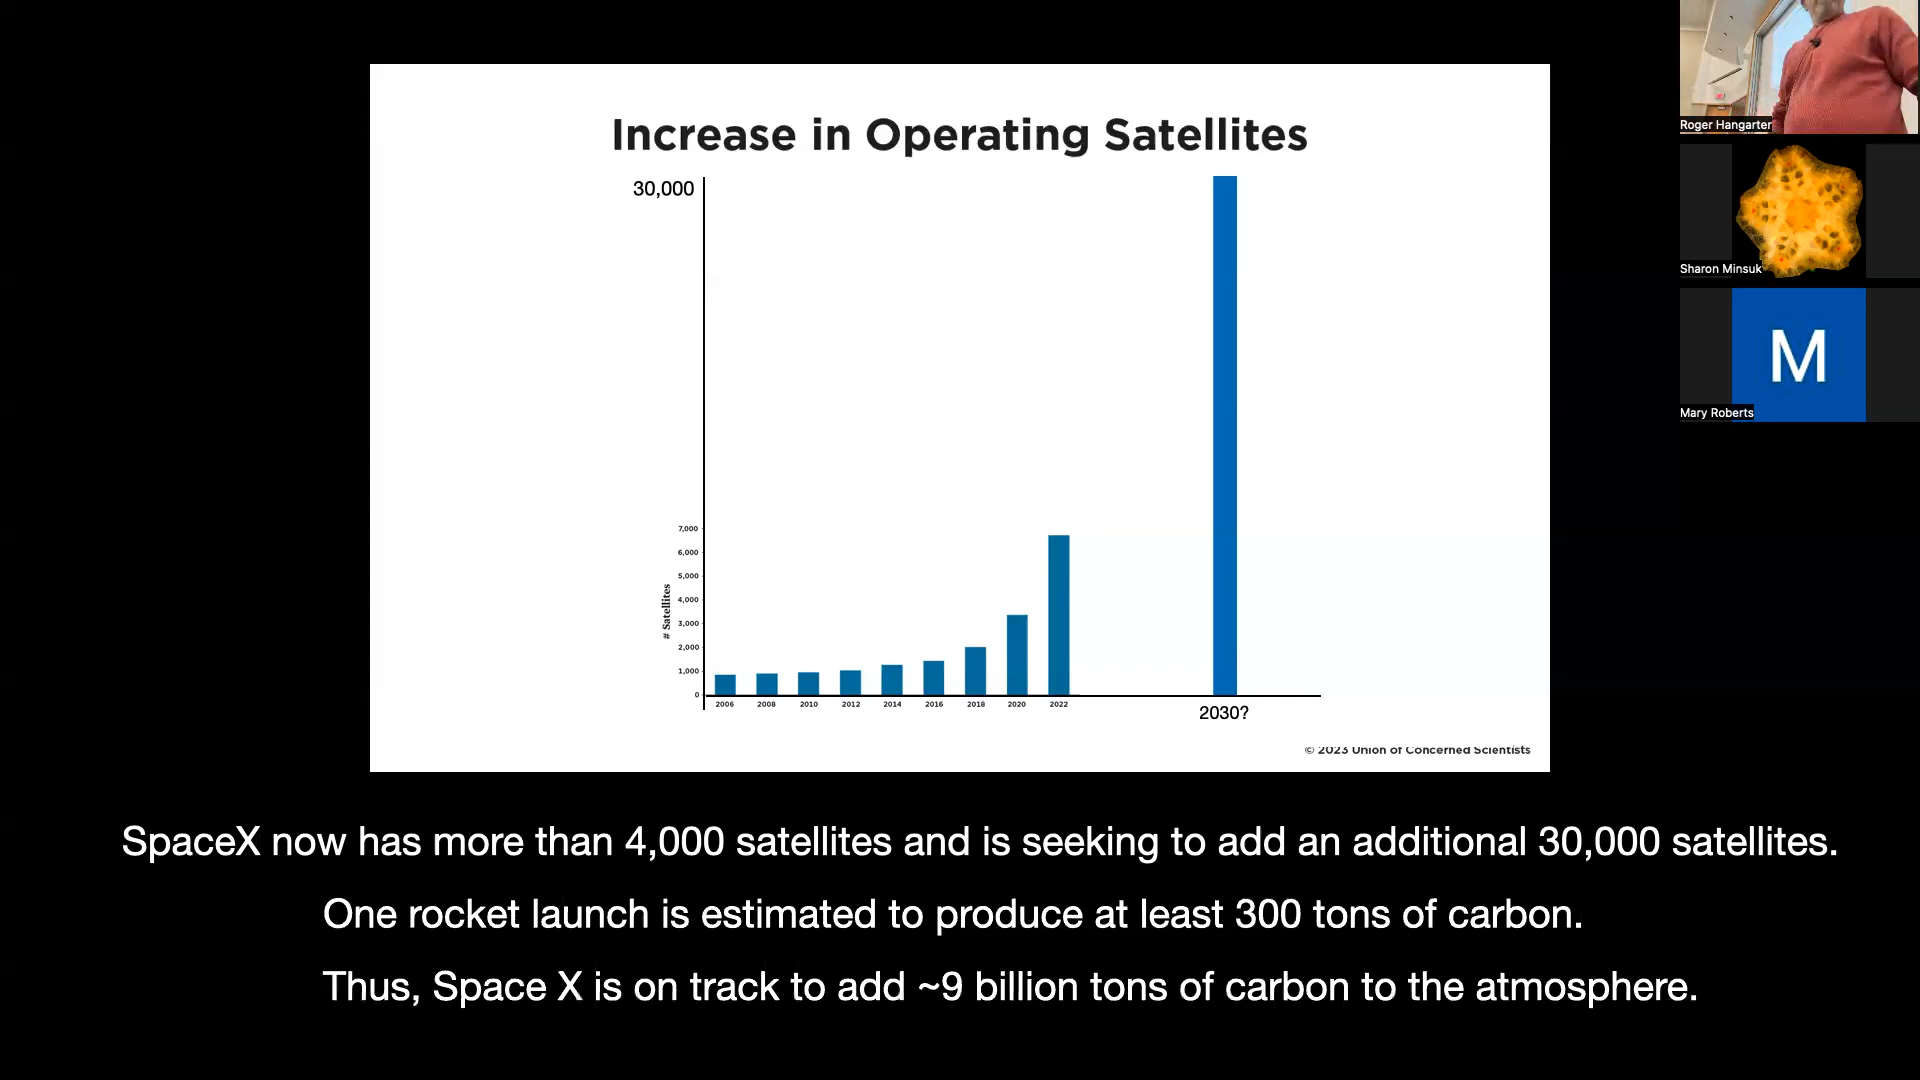 Increase in Operating Satellites
30,000
7,000
6,000
5,000
4,000
3,000
2,000
1,000
0
# Satellites
2006 2008 2010 2012 2014 2016 2018 2020 2022
2030?
© 2023 Union of Concerned Scientists
SpaceX now has more than 4,000 satellites and is seeking to add an additional 30,000 satellites.
One rocket launch is estimated to produce at least 300 tons of carbon.
Thus, Space X is on track to add ~9 billion tons of carbon to the atmosphere.
Roger Hangarter
Sharon Minsuk
M
Mary Roberts